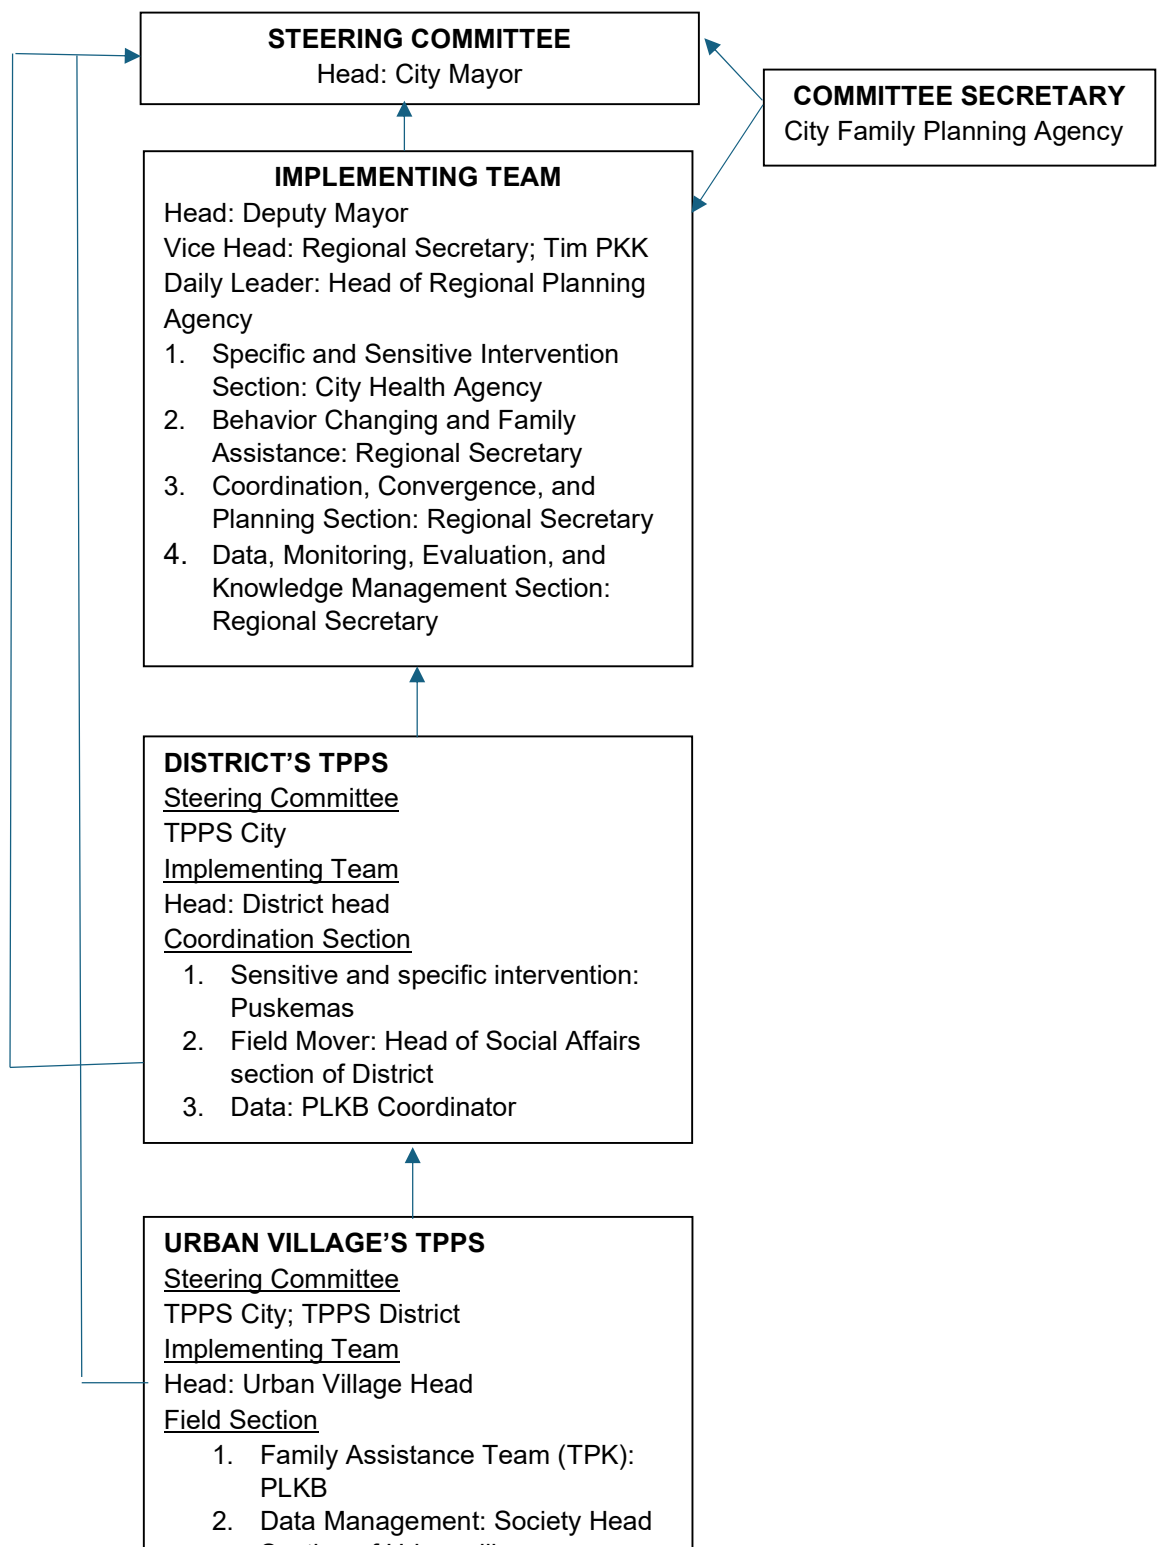 STEERING COMMITTEE
Head: City Mayor
COMMITTEE SECRETARY
City Family Planning Agency
IMPLEMENTING TEAM
Head: Deputy Mayor
Vice Head: Regional Secretary; Tim PKK
Daily Leader: Head of Regional Planning
Agency
1. Specific and Sensitive Intervention
Section: City Health Agency
2. Behavior Changing and Family
Assistance: Regional Secretary
3. Coordination, Convergence, and
Planning Section: Regional Secretary
4. Data, Monitoring, Evaluation, and
Knowledge Management Section:
Regional Secretary
DISTRICT’S TPPS
Steering Committee
TPPS City
Implementing Team
Head: District head
Coordination Section
1. Sensitive and specific intervention:
Puskemas
2. Field Mover: Head of Social Affairs
section of District
3. Data: PLKB Coordinator
URBAN VILLAGE’S TPPS
Steering Committee
TPPS City; TPPS District
Implementing Team
Head: Urban Village Head
Field Section
1. Family Assistance Team (TPK):
PLKB
2. Data Management: Society Head